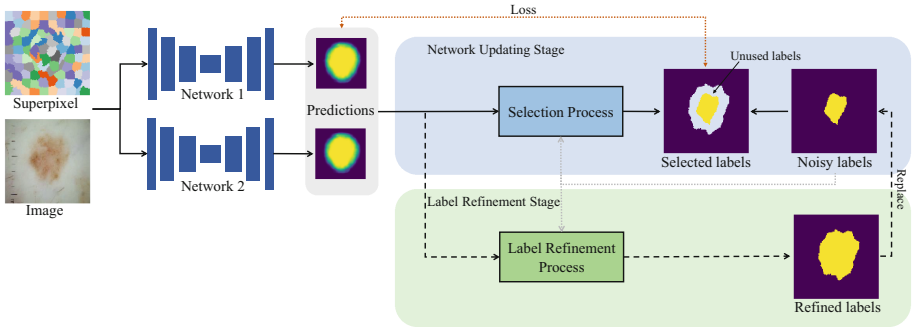 Loss
Network Updating Stage
Unused labels
Superpixel
Network 1
Predictions
Selection Process
Selected labels
Noisy labels
Network 2
Image
Replace
Label Refinement Stage
Label Refinement
Process
Refined labels